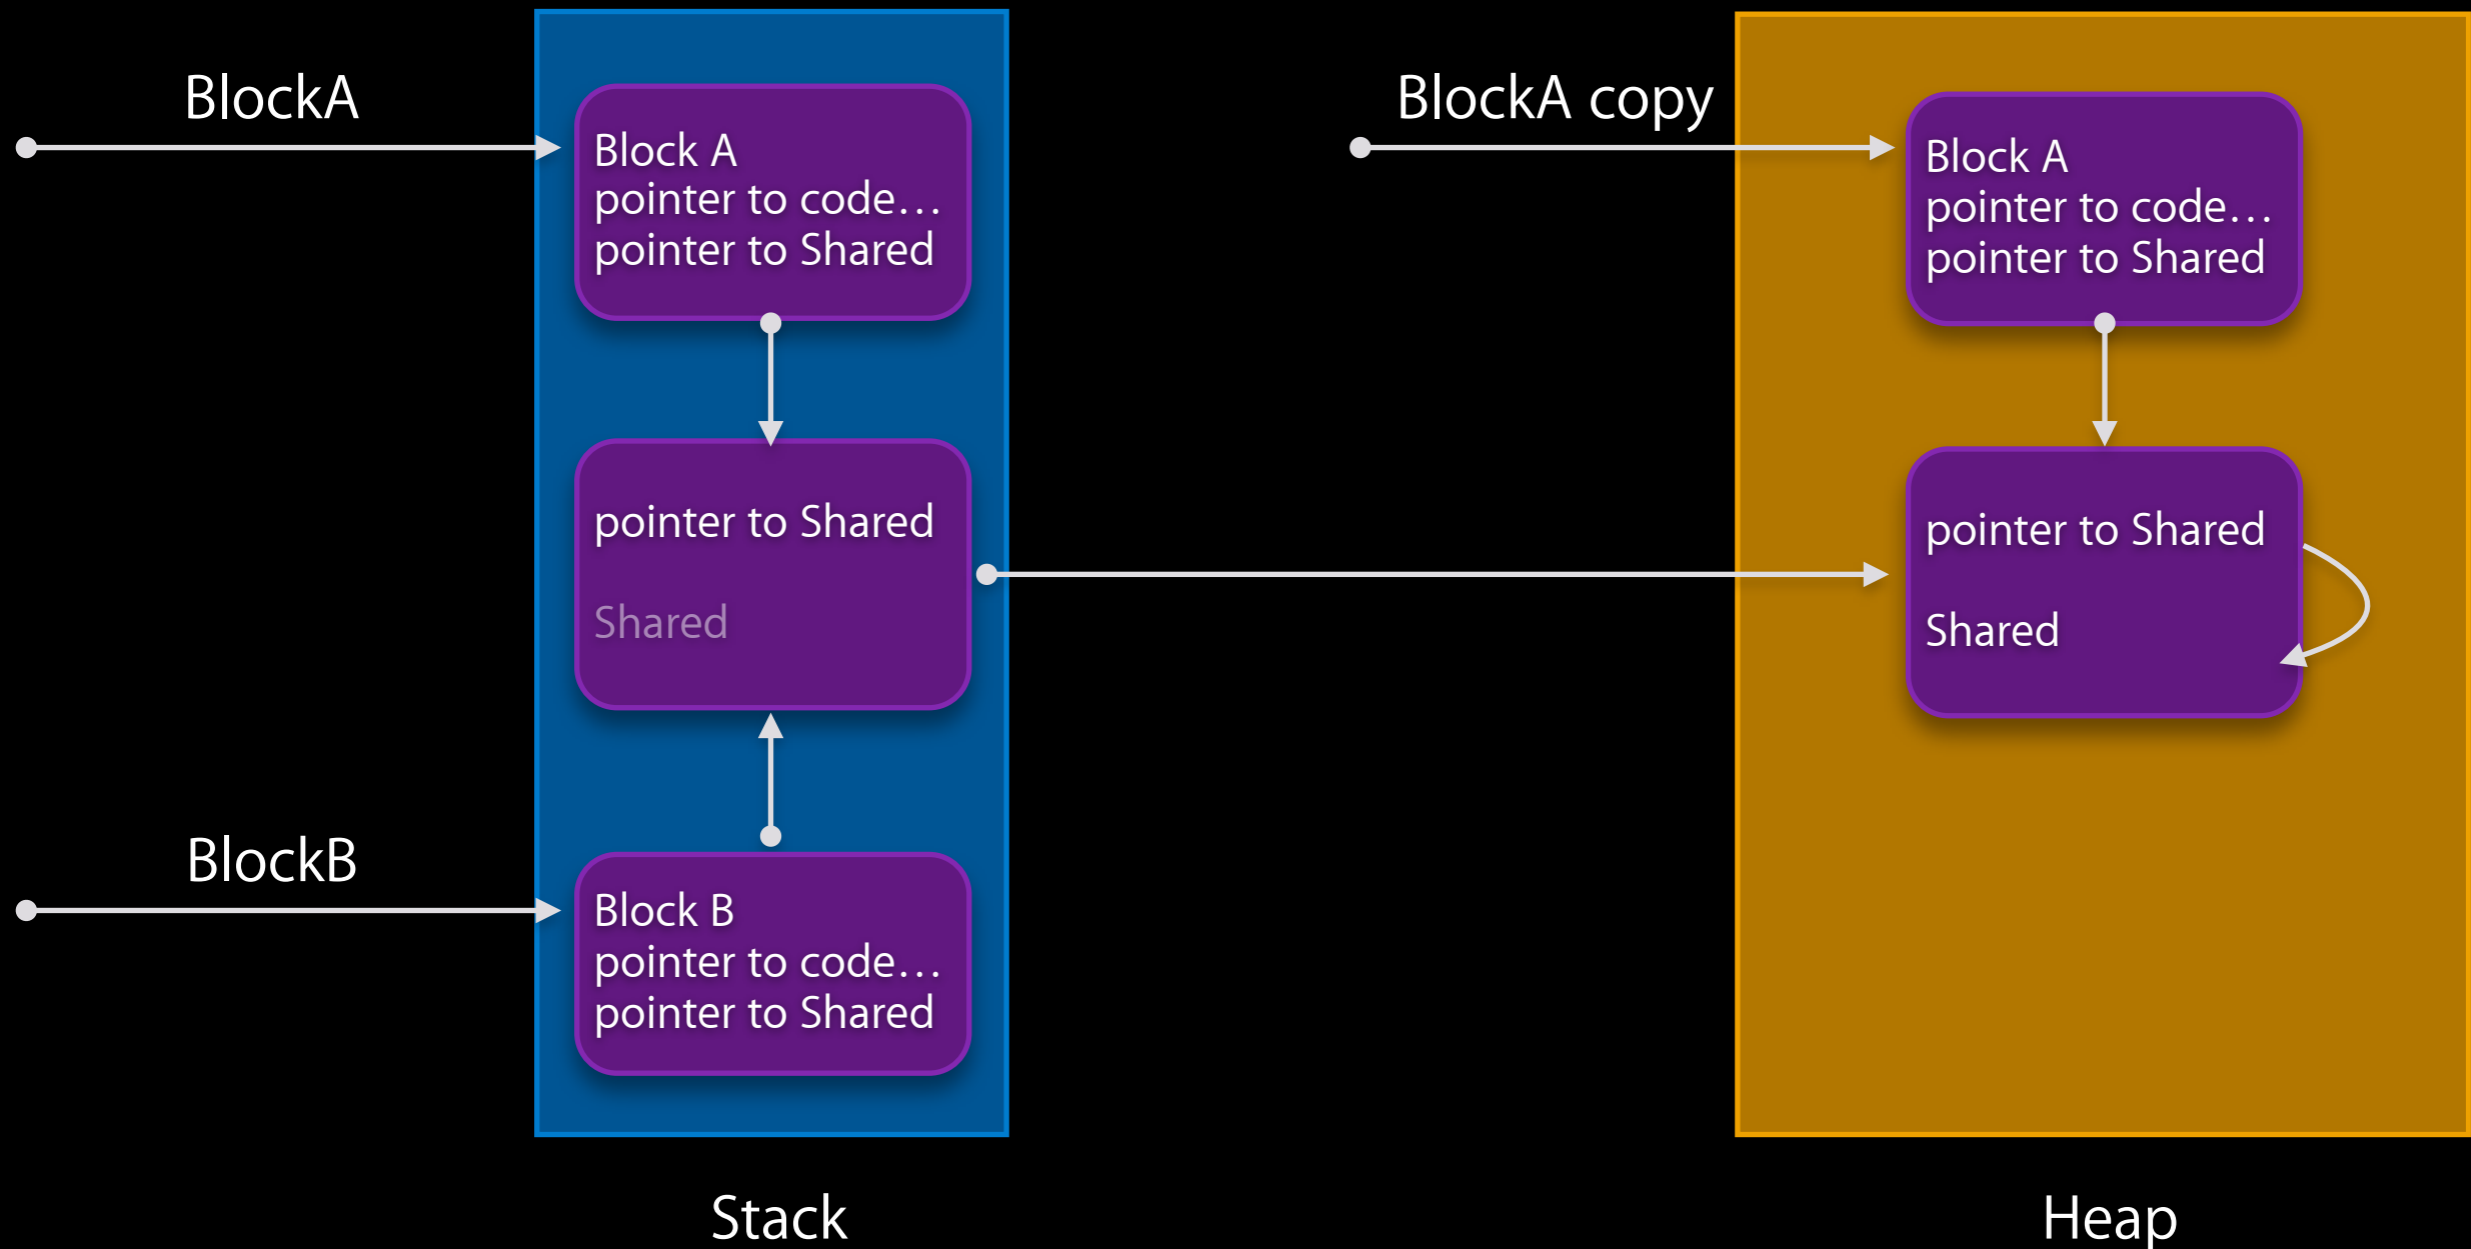 BlockA
Block A
pointer to code…
pointer to Shared
pointer to Shared
Shared
BlockB
Block B
pointer to code…
pointer to Shared
Stack
BlockA copy
Block A
pointer to code…
pointer to Shared
pointer to Shared
Shared
Heap